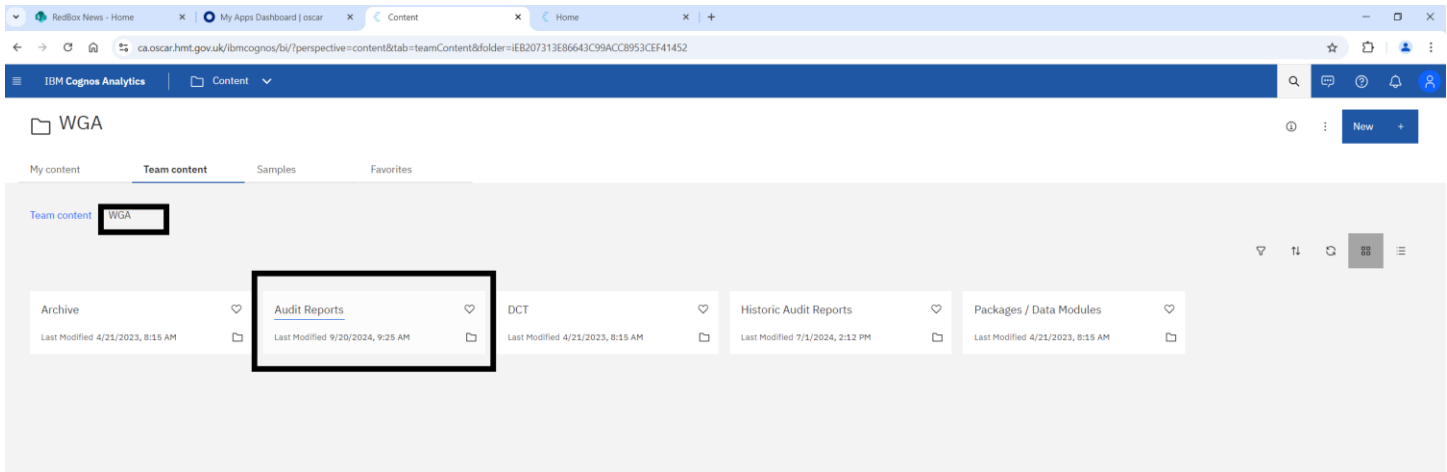 RedBox News - Home
My Apps Dashboard | oscar
Content
Home
ca.oscar.hmt.gov.uk/ibmcognos/bi/?perspective=content&tab=teamContent&folder=iEB207313E86643C99ACC8953CEF41452
IBM Cognos Analytics
Content
WGA
New +
My content
Team content
Samples
Favorites
Team content
WGA
Archive
Last Modified 4/21/2023, 8:15 AM
Audit Reports
Last Modified 9/20/2024, 9:25 AM
DCT
Last Modified 4/21/2023, 8:15 AM
Historic Audit Reports
Last Modified 7/1/2024, 2:12 PM
Packages / Data Modules
Last Modified 4/21/2023, 8:15 AM